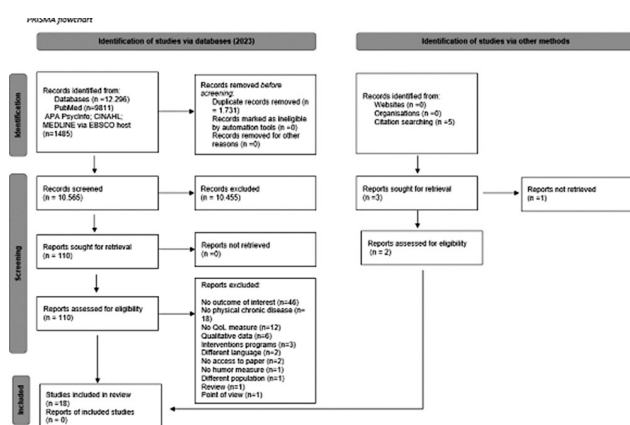 PRISMA flowchart
Identification of studies via databases (2023)
Identification of studies via other methods
Identification
Records identified from:
Databases (n =12.296)
PubMed (n=9811)
APA PsycInfo; CINAHL;
MEDLINE via EBSCO host
(n=1485)
Records removed before
screening:
Duplicate records removed (n
= 1.731)
Records marked as ineligible
by automation tools (n =0)
Records removed for other
reasons (n =0)
Records identified from:
Websites (n =0)
Organisations (n =0)
Citation searching (n =5)
Screening
Records screened
(n = 10.565)
Records excluded
(n = 10.455)
Reports sought for retrieval
(n =3)
Reports not retrieved
(n =1)
Reports sought for retrieval
(n = 110)
Reports not retrieved
(n =0)
Reports assessed for eligibility
(n = 2)
Reports assessed for eligibility
(n = 110)
Reports excluded:
No outcome of interest (n=46)
No physical chronic disease (n=
18)
No QoL measure (n=12)
Qualitative data (n=6)
Interventions programs (n=3)
Different language (n=2)
No access to paper (n=2)
No humor measure (n=1)
Different population (n=1)
Review (n=1)
Point of view (n=1)
Included
Studies included in review
(n =18)
Reports of included studies
(n = 0)